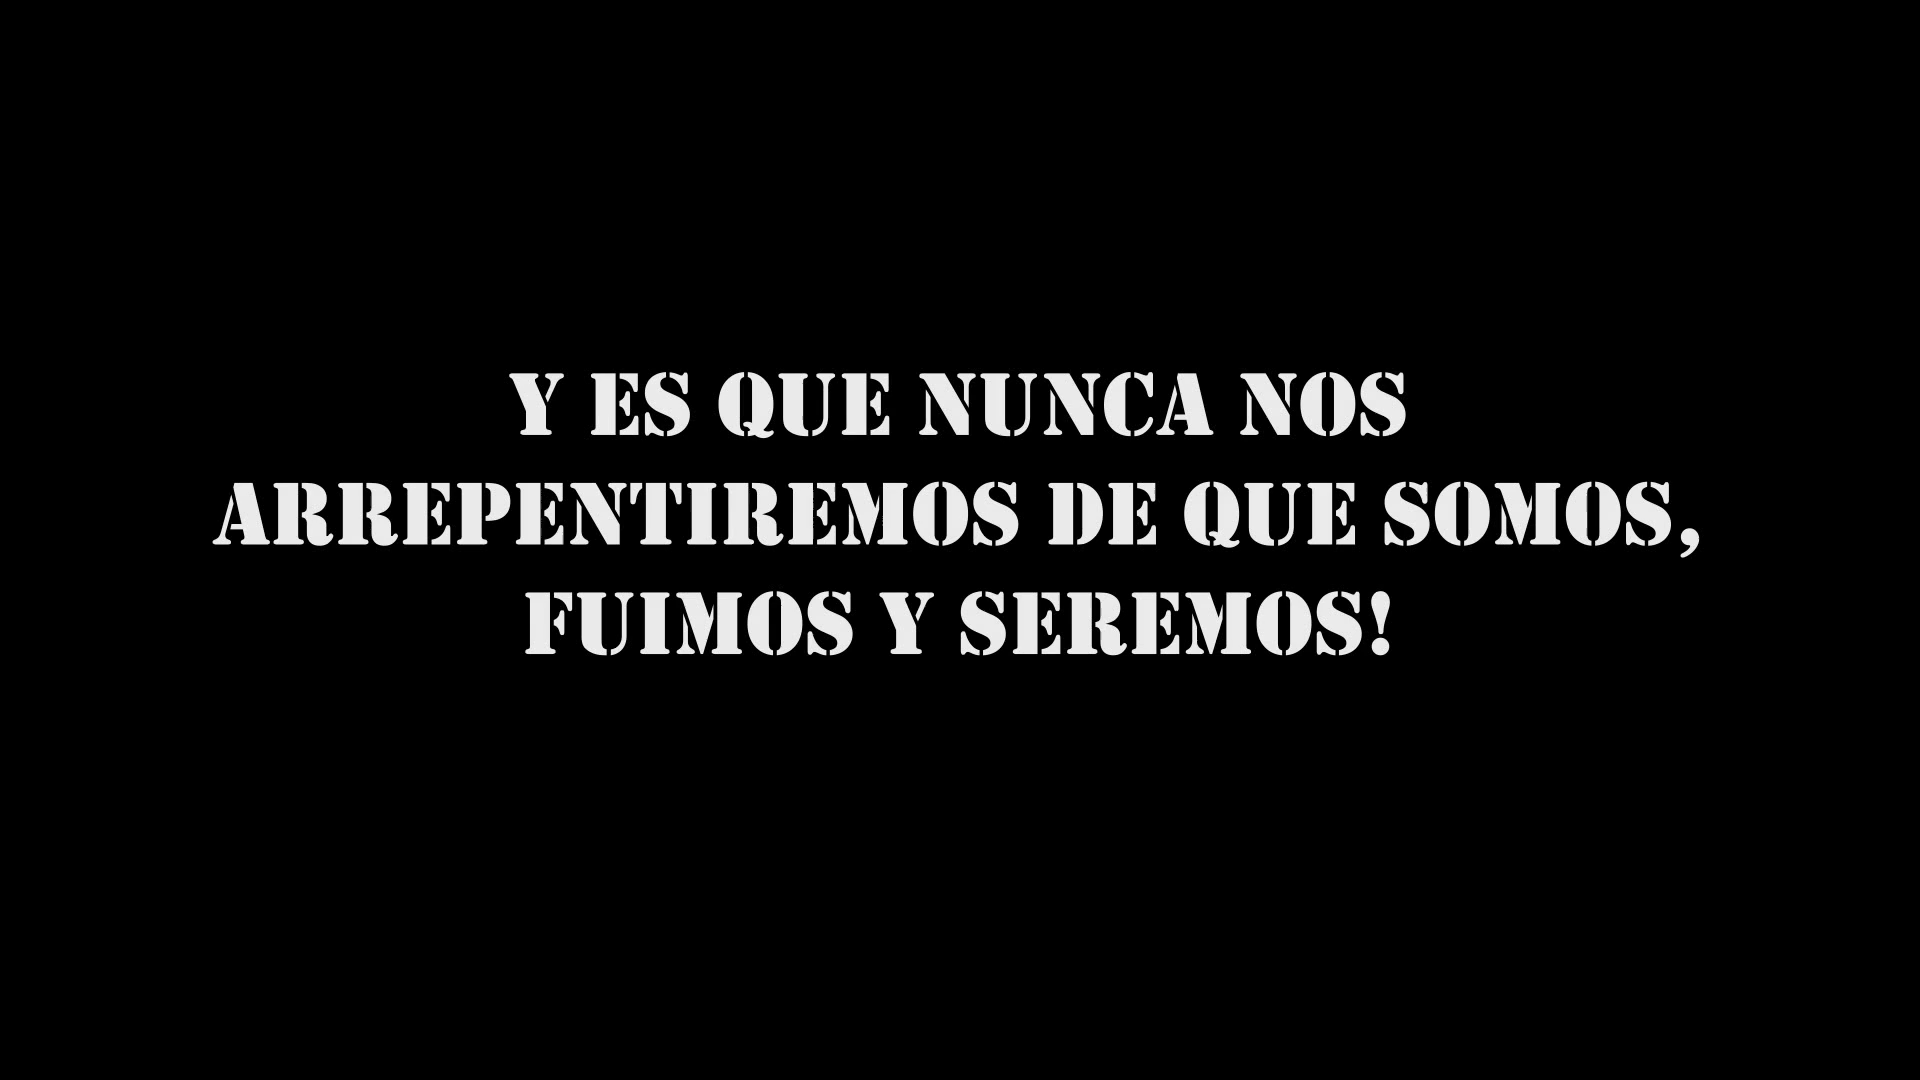 Y ES QUE NUNCA NOS
ARREPENTIREMOS DE QUE SOMOS,
FUIMOS Y SEREMOS!